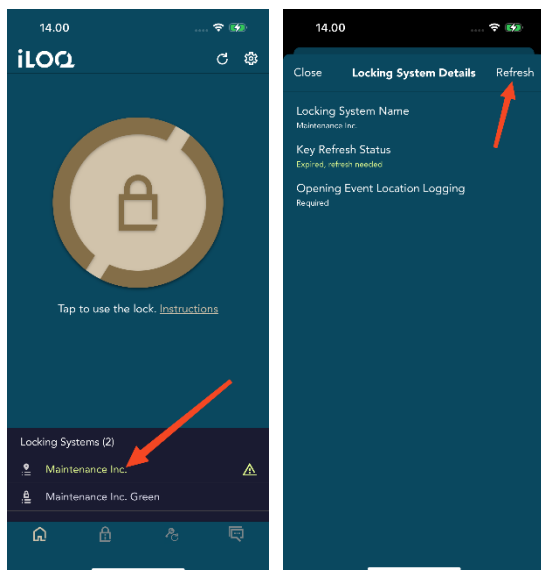 14.00
iLOQ
Tap to use the lock. Instructions
Locking Systems (2)
Maintenance Inc.
Maintenance Inc. Green
14.00
Close Locking System Details Refresh
Locking System Name
Maintenance Inc.
Key Refresh Status
Expired, refresh needed
Opening Event Location Logging
Required